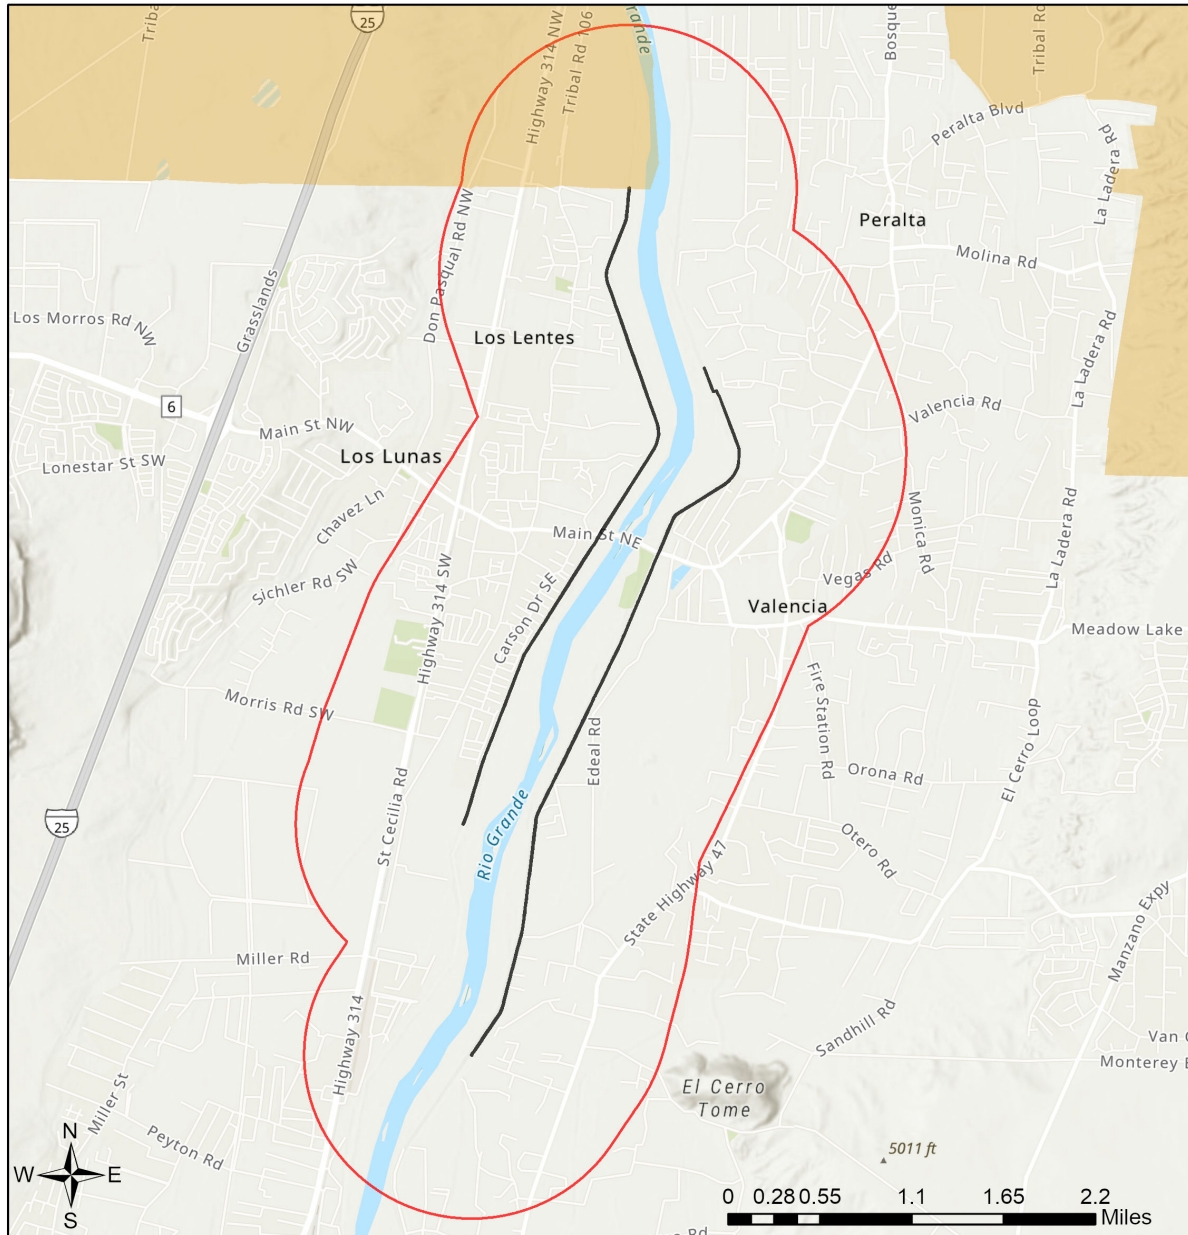 Tribal
25
Highway 314 NW
Tribal Rd 106
Grande
Bosque
Tribal Rd
Peralta Blvd
La Ladera Rd
Peralta
Molina Rd
Don Pasqual Rd NW
Grasslands
Los Morros Rd NW
Los Lentes
La Ladera Rd
6
Valencia Rd
Main St NW
Los Lunas
Lonestar St SW
Chavez Ln
Monica Rd
La Ladera Rd
Main St NE
Sichler Rd SW
Highway 314 SW
Carson Dr SE
Vegas Rd
Valencia
Meadow Lake
Morris Rd SW
Fire Station Rd
Edeal Rd
El Cerro Loop
Orona Rd
25
St Cecilia Rd
Rio Grande
Otero Rd
State Highway 47
Manzano Expy
Miller Rd
Highway 314
Sandhill Rd
Van
Monterey
El Cerro
Tome
Miller St
Peyton Rd
5011 ft
N
W
E
S
0 0.28 0.55 1.1 1.65 2.2
Miles
Rd